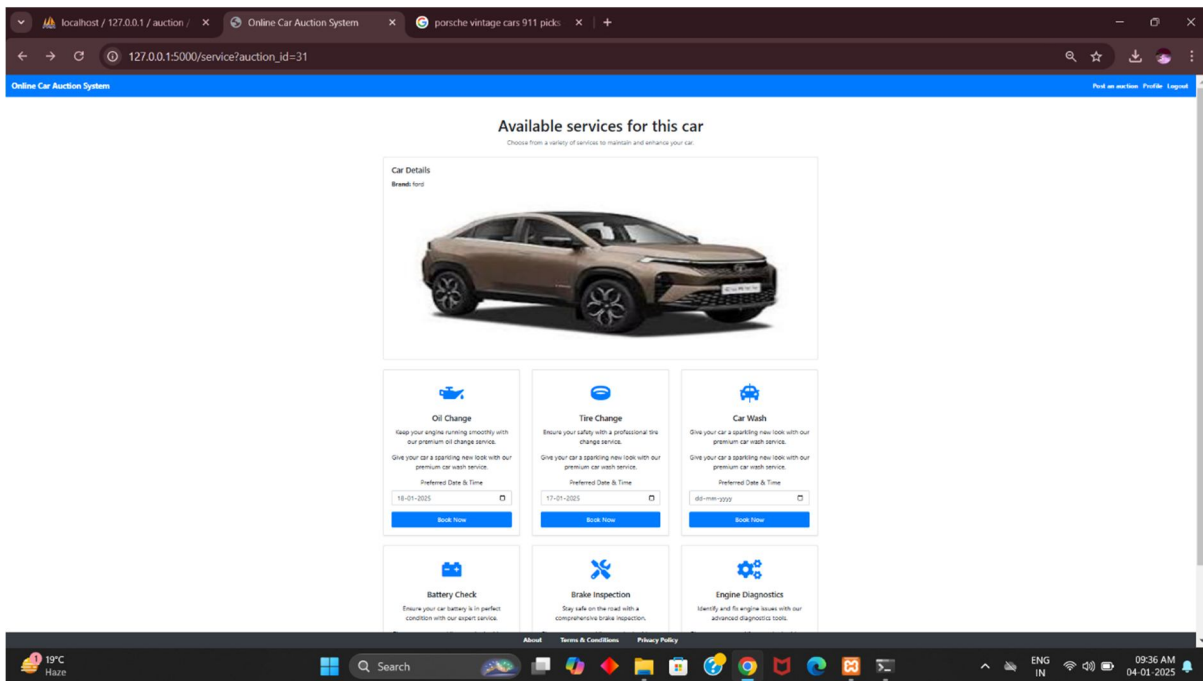 localhost / 127.0.0.1 / auction /
Online Car Auction System
porsche vintage cars 911 picks
127.0.0.1:5000/service?auction_id=31
Online Car Auction System
Post an auction Profile Logout
Available services for this car
Choose from a variety of services to maintain and enhance your car.
Car Details
Brand: ford
CURVV
Oil Change
Keep your engine running smoothly with
our premium oil change service.
Give your car a sparkling new look with our
premium car wash service.
Preferred Date & Time
18-01-2025
Book Now
Tire Change
Ensure your safety with a professional tire
change service.
Give your car a sparkling new look with our
premium car wash service.
Preferred Date & Time
17-01-2025
Book Now
Car Wash
Give your car a sparkling new look with our
premium car wash service.
Give your car a sparkling new look with our
premium car wash service.
Preferred Date & Time
dd-mm-yyyy
Book Now
Battery Check
Ensure your car battery is in perfect
condition with our expert service.
Brake Inspection
Stay safe on the road with a
comprehensive brake inspection.
Engine Diagnostics
Identify and fix engine issues with our
advanced diagnostics tools.
About Terms & Conditions Privacy Policy
1
19°C
Haze
Search
ENG
IN
09:36 AM
04-01-2025